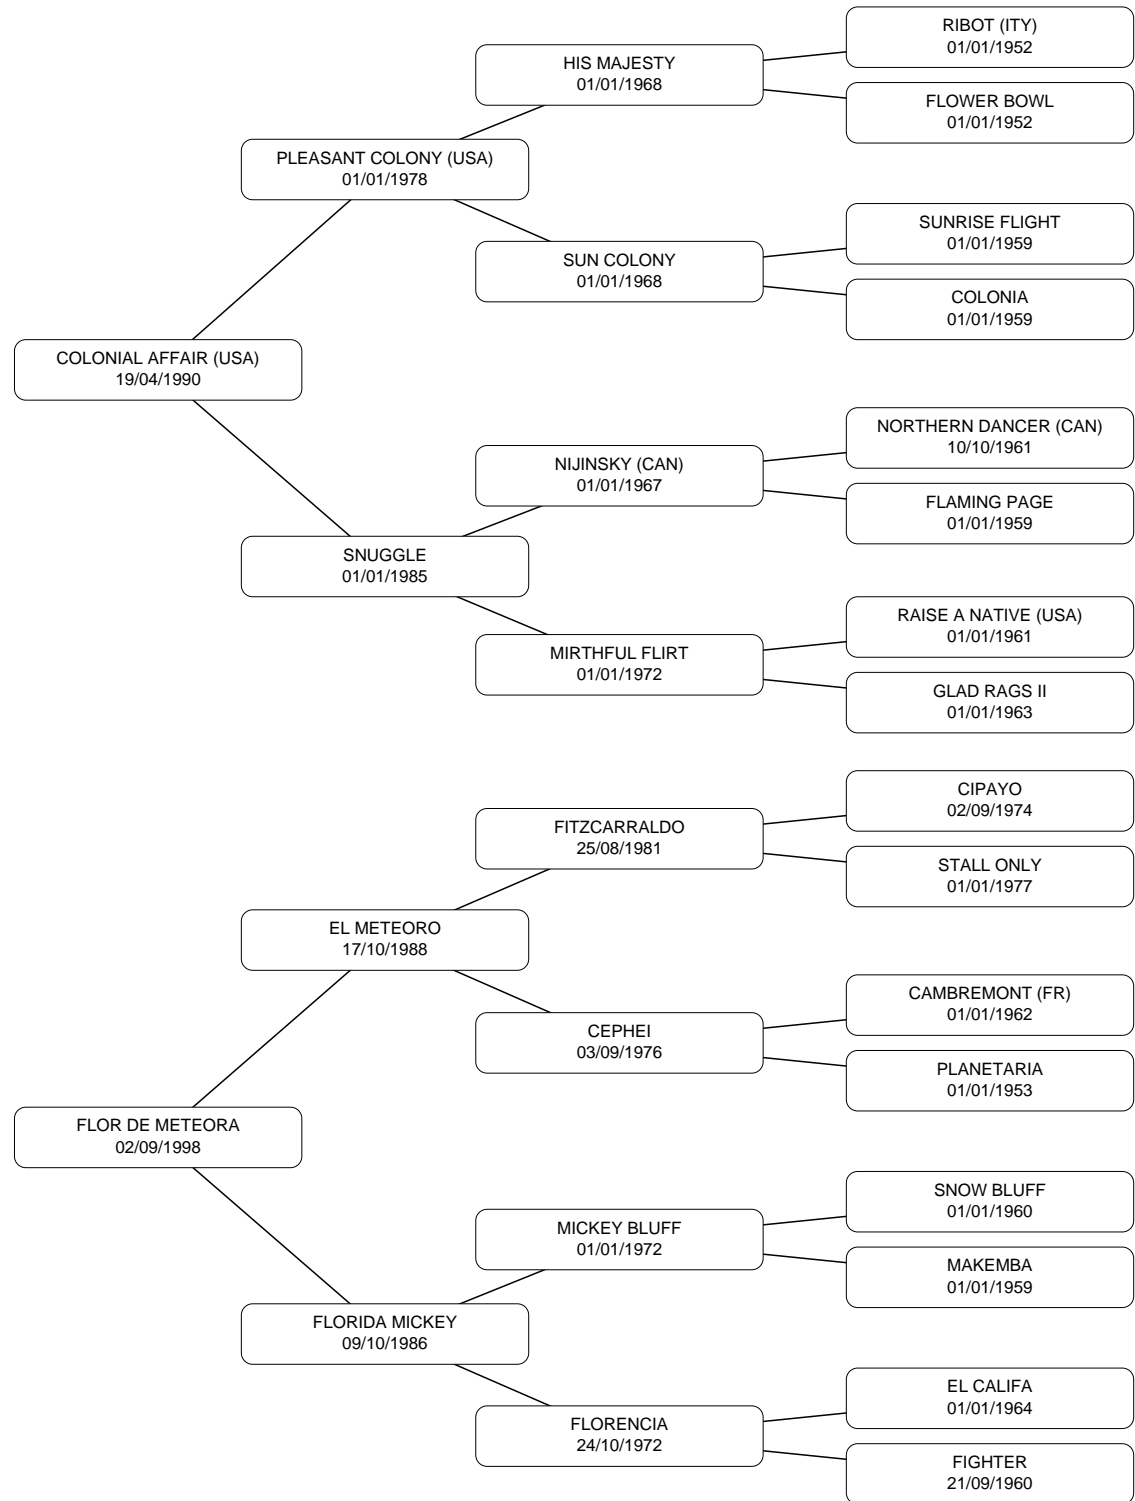 RIBOT (ITY)
01/01/1952
HIS MAJESTY
01/01/1968
FLOWER BOWL
01/01/1952
PLEASANT COLONY (USA)
01/01/1978
SUNRISE FLIGHT
01/01/1959
SUN COLONY
01/01/1968
COLONIA
01/01/1959
COLONIAL AFFAIR (USA)
19/04/1990
NORTHERN DANCER (CAN)
10/10/1961
NIJINSKY (CAN)
01/01/1967
FLAMING PAGE
01/01/1959
SNUGGLE
01/01/1985
RAISE A NATIVE (USA)
01/01/1961
MIRTHFUL FLIRT
01/01/1972
GLAD RAGS II
01/01/1963
CIPAYO
02/09/1974
FITZCARRALDO
25/08/1981
STALL ONLY
01/01/1977
EL METEORO
17/10/1988
CAMBREMONT (FR)
01/01/1962
CEPHEI
03/09/1976
PLANETARIA
01/01/1953
FLOR DE METEORA
02/09/1998
SNOW BLUFF
01/01/1960
MICKEY BLUFF
01/01/1972
MAKEMBA
01/01/1959
FLORIDA MICKEY
09/10/1986
EL CALIFA
01/01/1964
FLORENCIA
24/10/1972
FIGHTER
21/09/1960